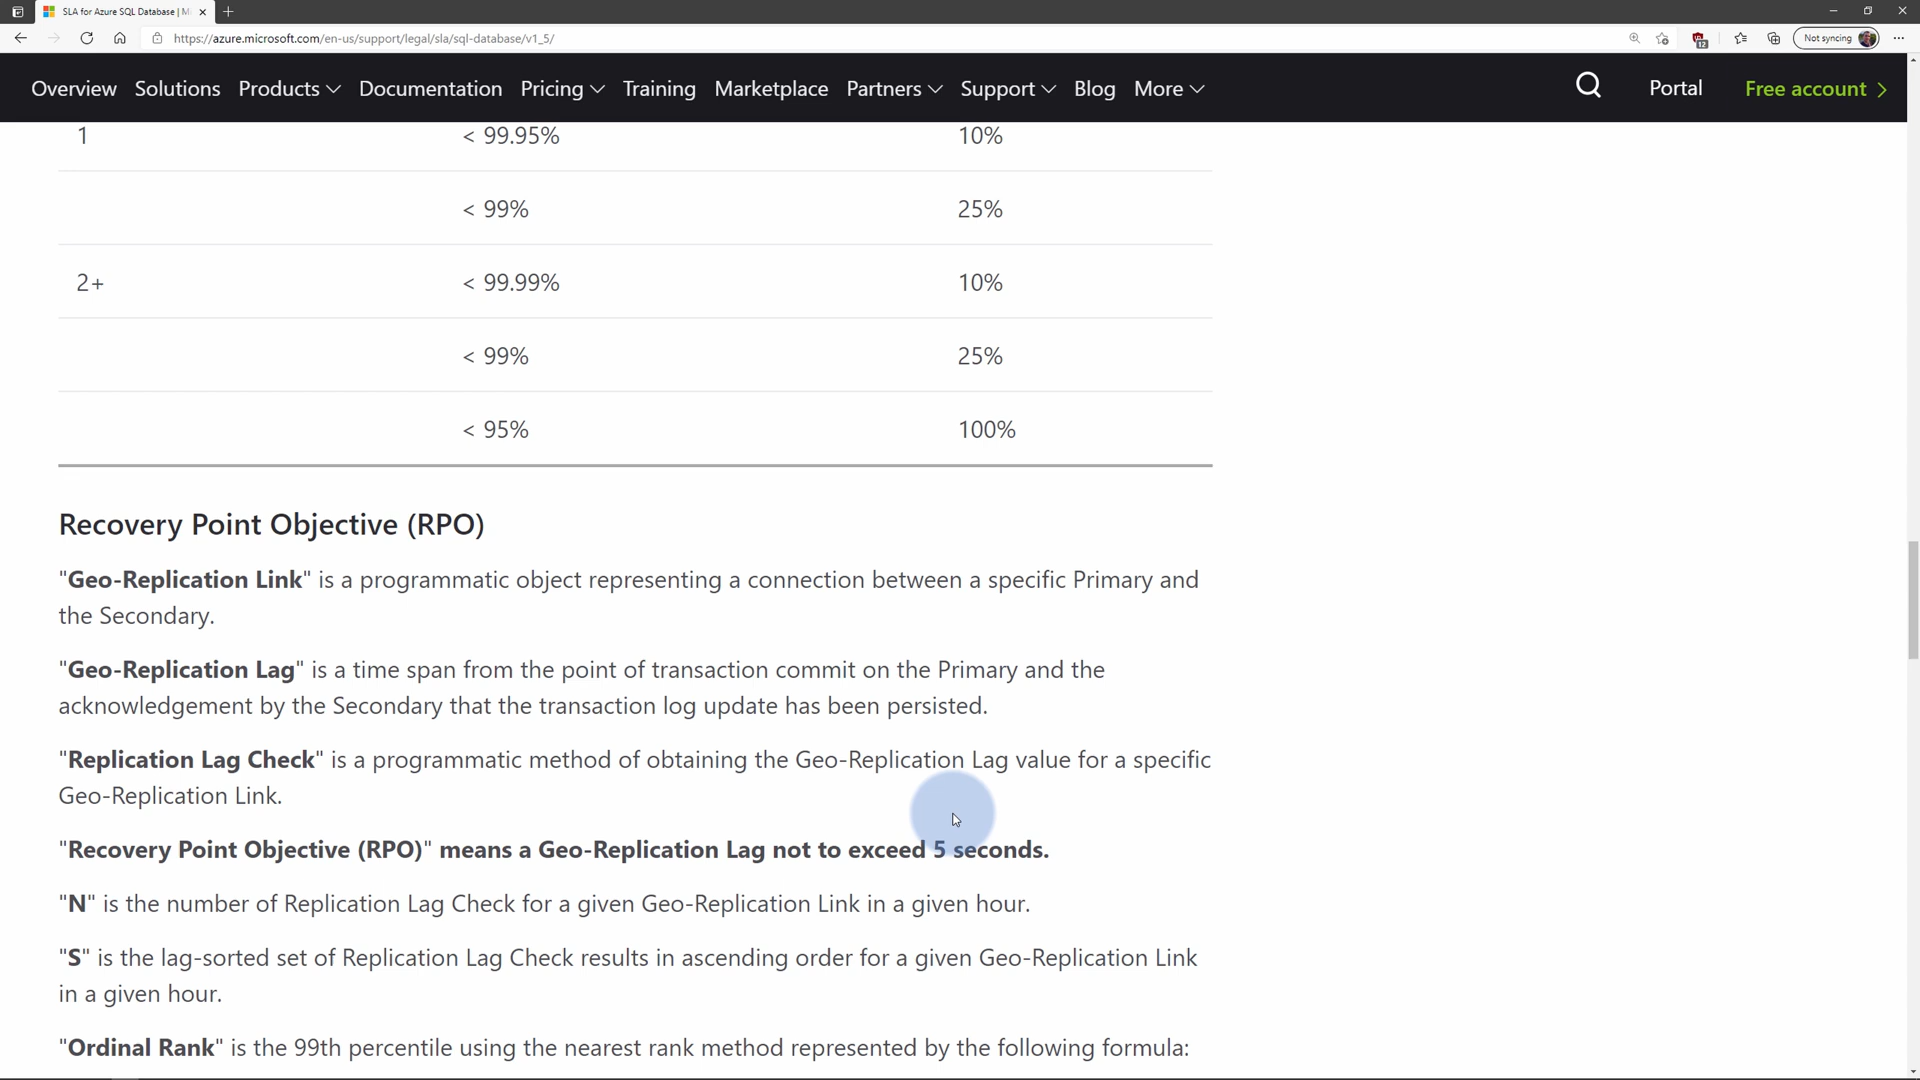 SLA for Azure SQL Database | M
https://azure.microsoft.com/en-us/support/legal/sla/sql-database/v1_5/
12
Not syncing
Overview Solutions Products Documentation Pricing Training Marketplace Partners Support Blog More Portal Free account
1 < 99.95% 10%
< 99% 25%
2+ < 99.99% 10%
< 99% 25%
< 95% 100%
Recovery Point Objective (RPO)
"Geo-Replication Link" is a programmatic object representing a connection between a specific Primary and
the Secondary.
"Geo-Replication Lag" is a time span from the point of transaction commit on the Primary and the
acknowledgement by the Secondary that the transaction log update has been persisted.
"Replication Lag Check" is a programmatic method of obtaining the Geo-Replication Lag value for a specific
Geo-Replication Link.
"Recovery Point Objective (RPO)" means a Geo-Replication Lag not to exceed 5 seconds.
"N" is the number of Replication Lag Check for a given Geo-Replication Link in a given hour.
"S" is the lag-sorted set of Replication Lag Check results in ascending order for a given Geo-Replication Link
in a given hour.
"Ordinal Rank" is the 99th percentile using the nearest rank method represented by the following formula: